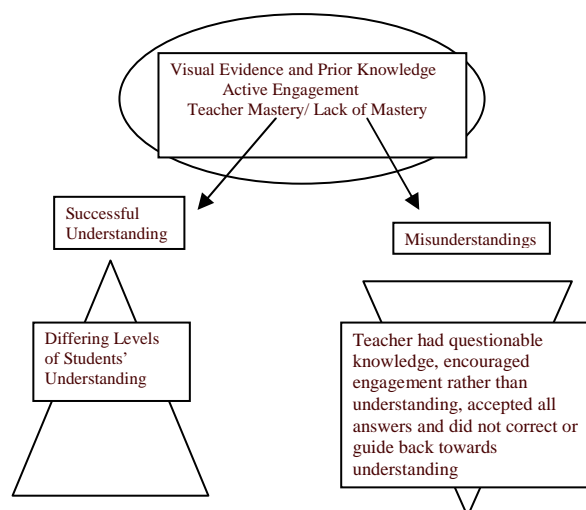 Visual Evidence and Prior Knowledge
Active Engagement
Teacher Mastery/ Lack of Mastery
Successful
Understanding
Misunderstandings
Differing Levels
of Students'
Understanding
Teacher had questionable
knowledge, encouraged
engagement rather than
understanding, accepted all
answers and did not correct or
guide back towards
understanding